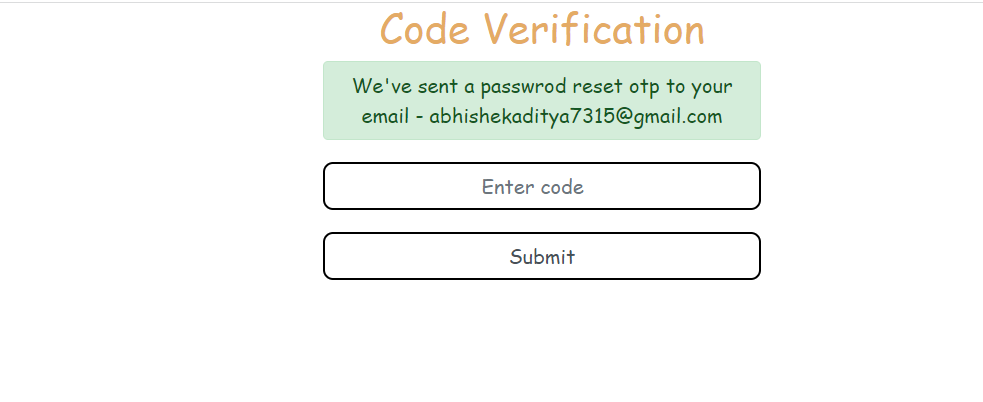 Code Verification
We've sent a passwrod reset otp to your
email - abhishekaditya7315@gmail.com
Enter code
Submit